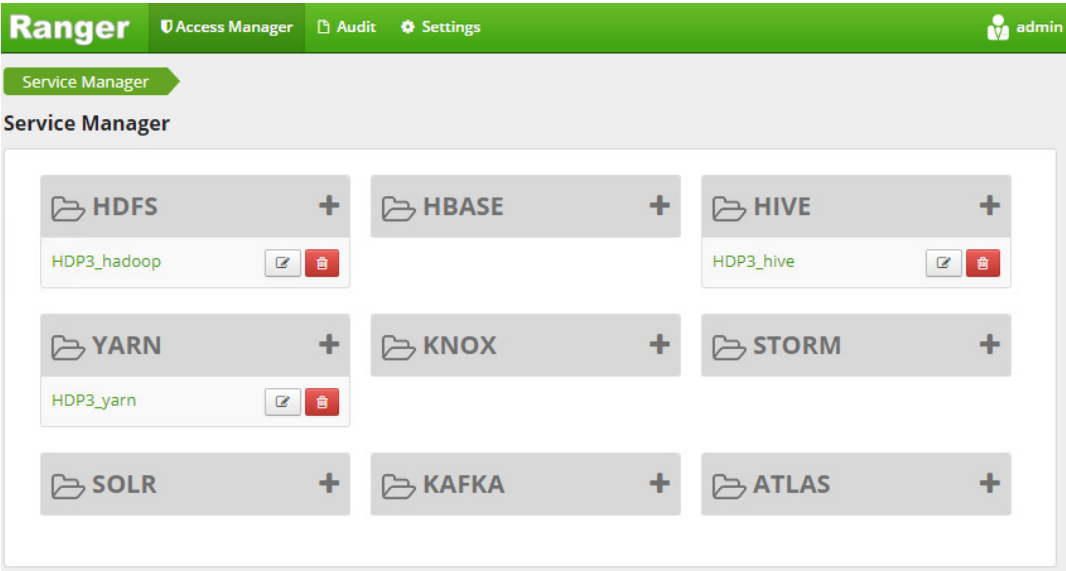 Ranger Access Manager Audit Settings admin
Service Manager
Service Manager
HDFS HBASE HIVE
HDP3_hadoop HDP3_hive
YARN KNOX STORM
HDP3_yarn
SOLR KAFKA ATLAS